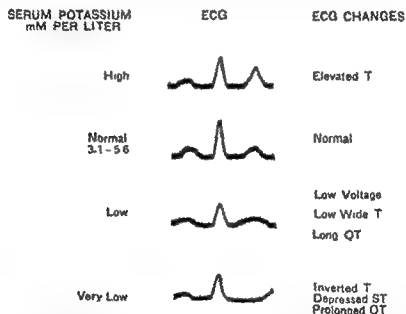 SERUM POTASSIUM ECG ECG CHANGES
mM PER LITER
High Elevated T
Normal Normal
3.1-5.6
Low Voltage
Low Low Wide T
Long QT
Inverted T
Very Low Depressed ST
Prolonged QT